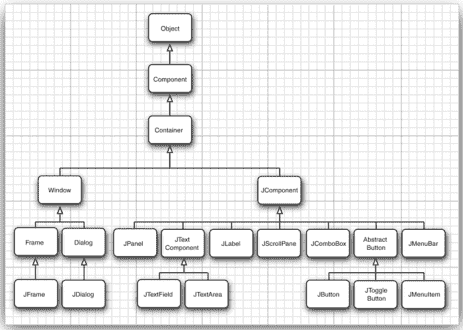 Object
Component
Container
Window
JComponent
Frame
Dialog
JPanel
JText
Component
JLabel
JScrollPane
JComboBox
Abstract
Button
JMenuBar
JFrame
JDialog
JTextField
JTextArea
JButton
JToggle
Button
JMenuItem